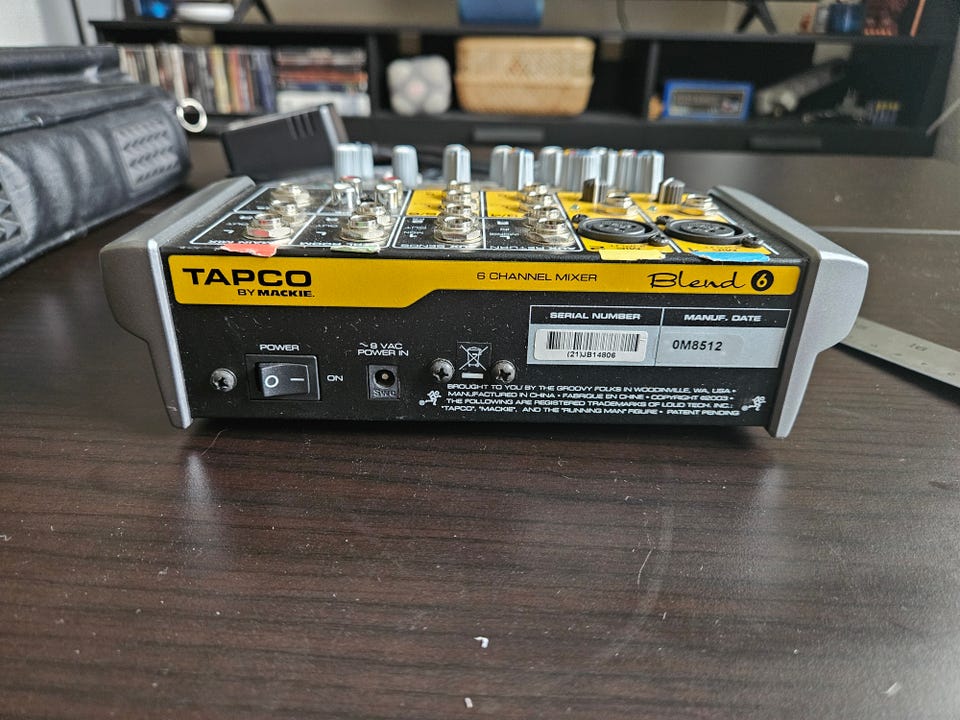 TAPCO
BY MACKIE.
6 CHANNEL MIXER
Blend 6
SERIAL NUMBER
MANUF. DATE
(21)JB14806
0M8512
POWER
ON
~ 9 VAC
POWER IN
BROUGHT TO YOU BY THE GROOVY FOLKS IN WOODINVILLE, WA, USA •
MANUFACTURED IN CHINA • FABRIQUE EN CHINE • COPYRIGHT ©2003 •
THE FOLLOWING ARE REGISTERED TRADEMARKS OF LOUD TECH. INC.:
"TAPCO", "MACKIE", AND THE "RUNNING MAN" FIGURE • PATENT PENDING